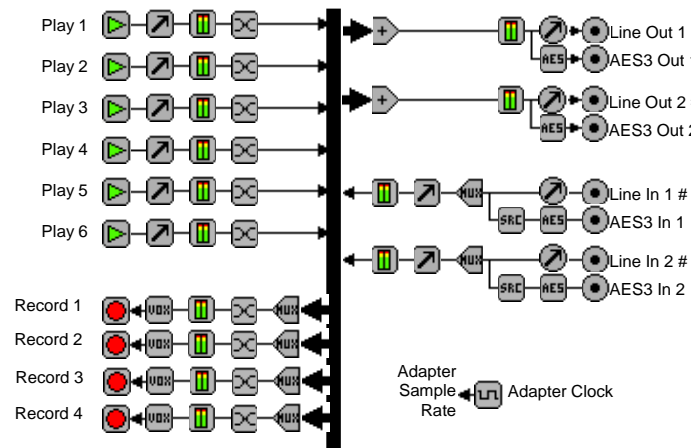 Play 1
Play 2
Play 3
Play 4
Play 5
Play 6
Record 1
VOX
MUX
Record 2
VOX
MUX
Record 3
VOX
MUX
Record 4
VOX
MUX
+
Line Out 1
AES
AES3 Out 1
+
Line Out 2
AES
AES3 Out 2
MUX
Line In 1 #
SRC
AES
AES3 In 1
MUX
Line In 2 #
SRC
AES
AES3 In 2
Adapter
Sample
Rate
Adapter Clock